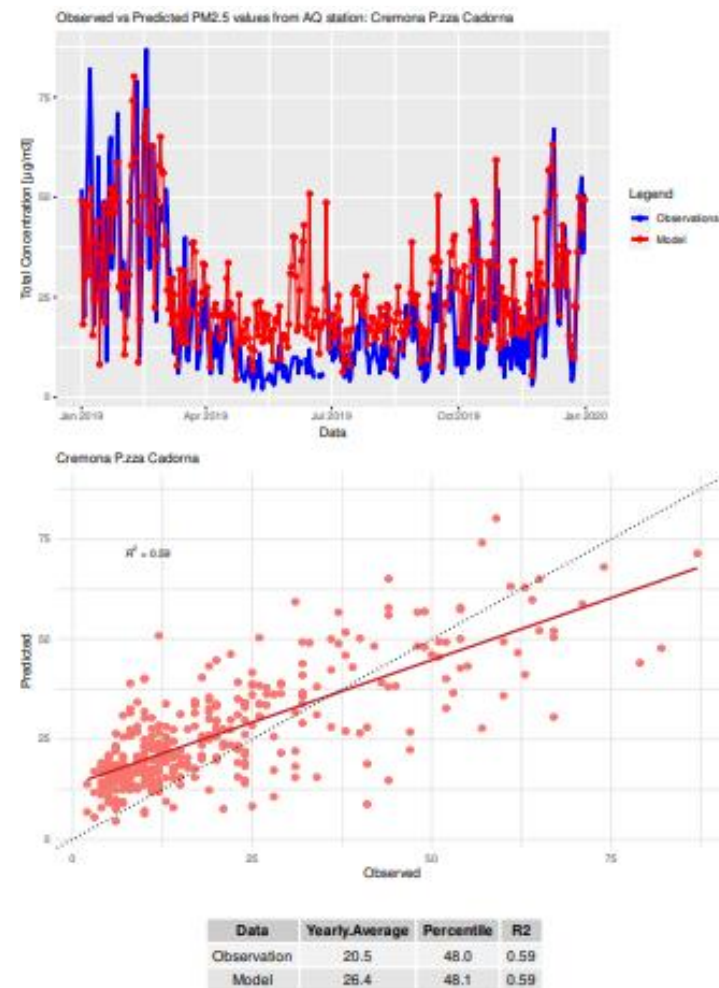 Observed vs Predicted PM2.5 values from AQ station: Cremona P.zza Cadorna
Total Concentration [µg/m3]
75
50
25
0
Jan 2019 Apr 2019 Jul 2019 Oct 2019 Jan 2020
Data
Legend
Observations
Model
Cremona P.zza Cadorna
R² = 0.59
Predicted
75
50
25
0
0 25 50 75
Observed
Data Yearly.Average Percentile R2
Observation 20.5 48.0 0.59
Model 26.4 48.1 0.59